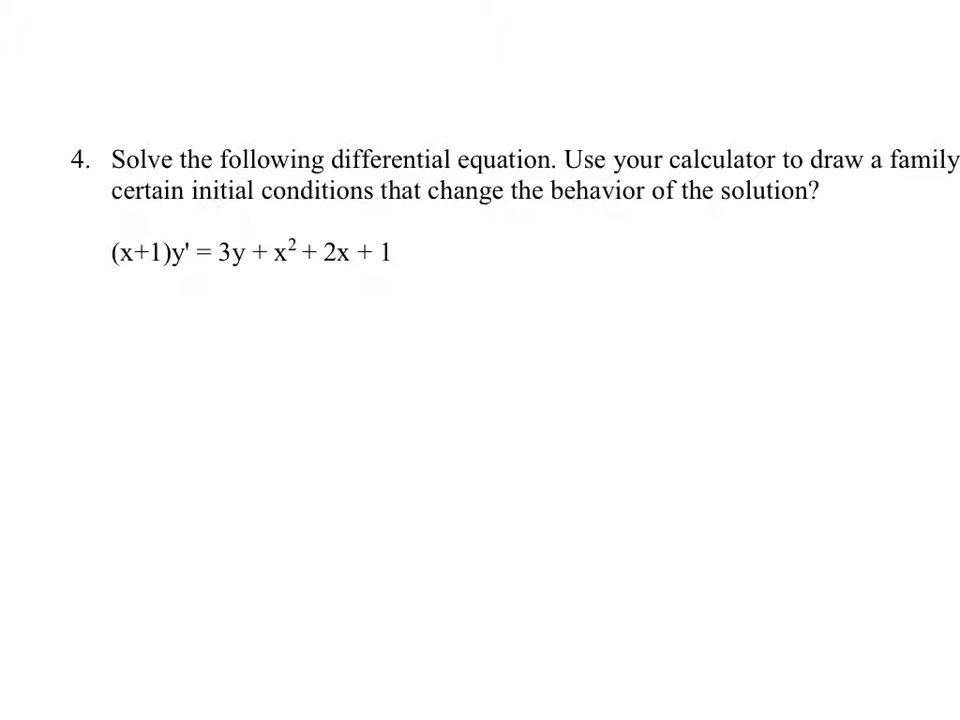 4. Solve the following differential equation. Use your calculator to draw a family
certain initial conditions that change the behavior of the solution?
(x+1)y' = 3y + x² + 2x + 1